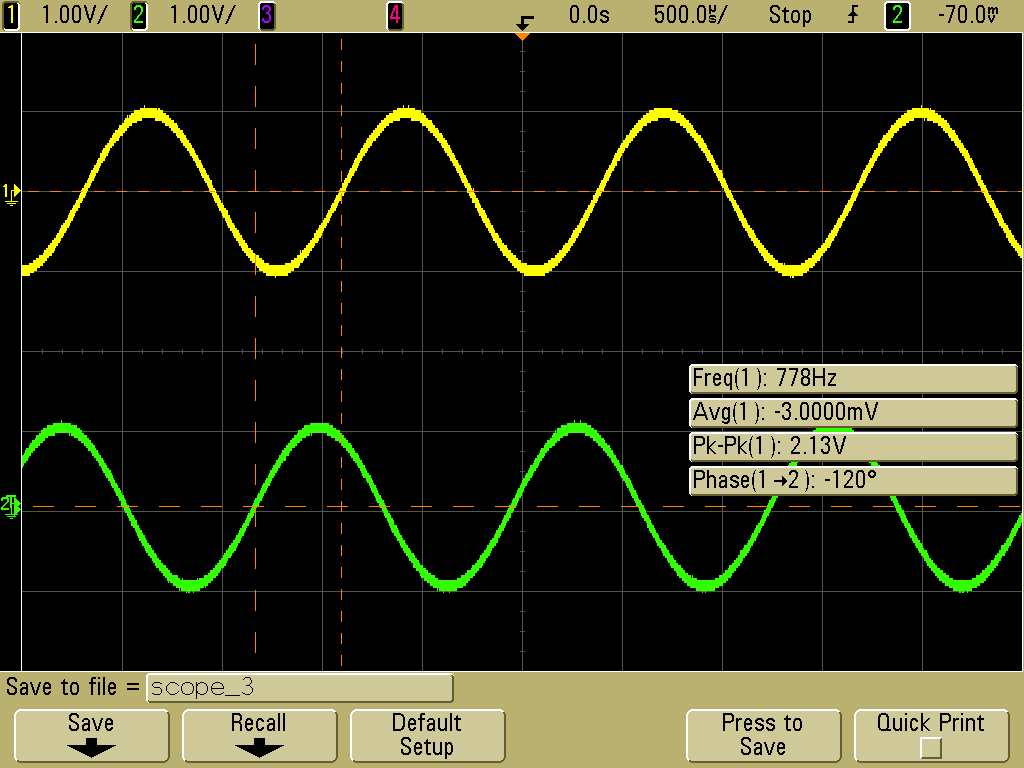 1 1.00V/ 2 1.00V/ 3 4 0.0s 500.0µs/ Stop 2 -70.0mV
1
Freq(1): 778Hz
Avg(1): -3.0000mV
Pk-Pk(1): 2.13V
Phase(1→2): -120°
2
Save to file = scope_3
Save Recall Default Setup Press to Save Quick Print